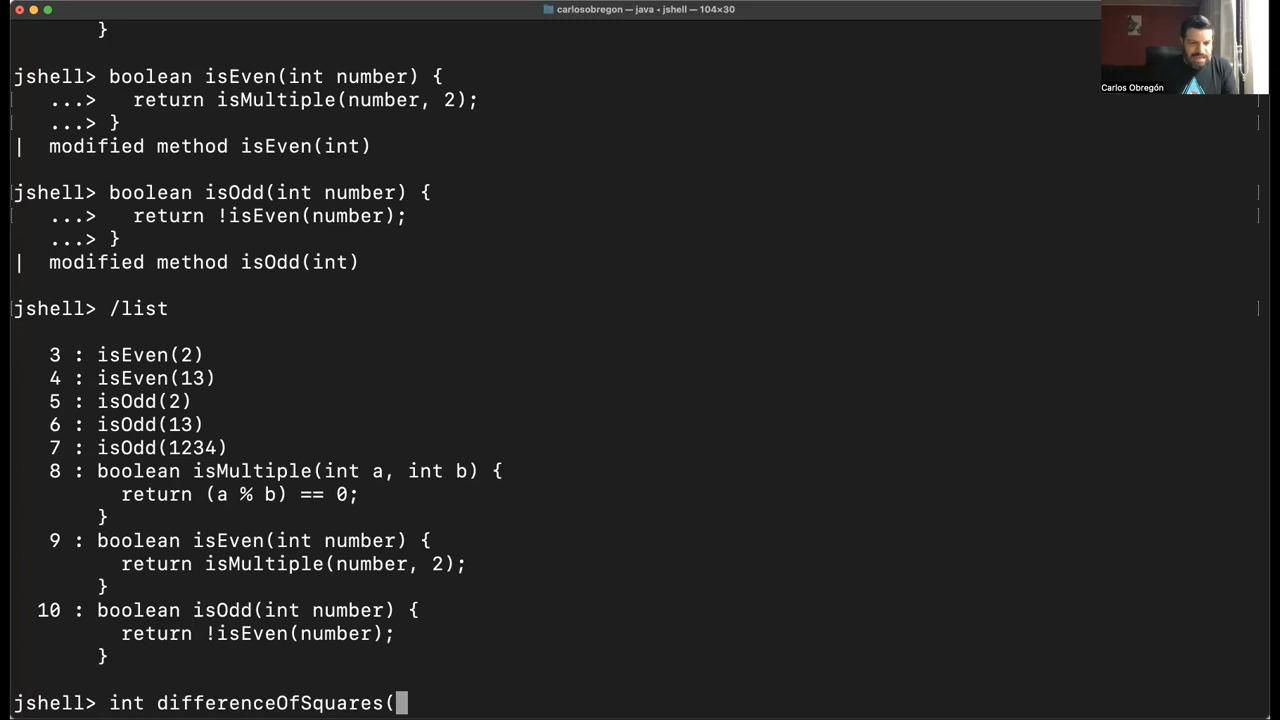 carlosobregon — java ◂ jshell — 104×30
Carlos Obregón
}
jshell> boolean isEven(int number) {
...> return isMultiple(number, 2);
...> }
| modified method isEven(int)
jshell> boolean isOdd(int number) {
...> return !isEven(number);
...> }
| modified method isOdd(int)
jshell> /list
3 : isEven(2)
4 : isEven(13)
5 : isOdd(2)
6 : isOdd(13)
7 : isOdd(1234)
8 : boolean isMultiple(int a, int b) {
return (a % b) == 0;
}
9 : boolean isEven(int number) {
return isMultiple(number, 2);
}
10 : boolean isOdd(int number) {
return !isEven(number);
}
jshell> int differenceOfSquares(